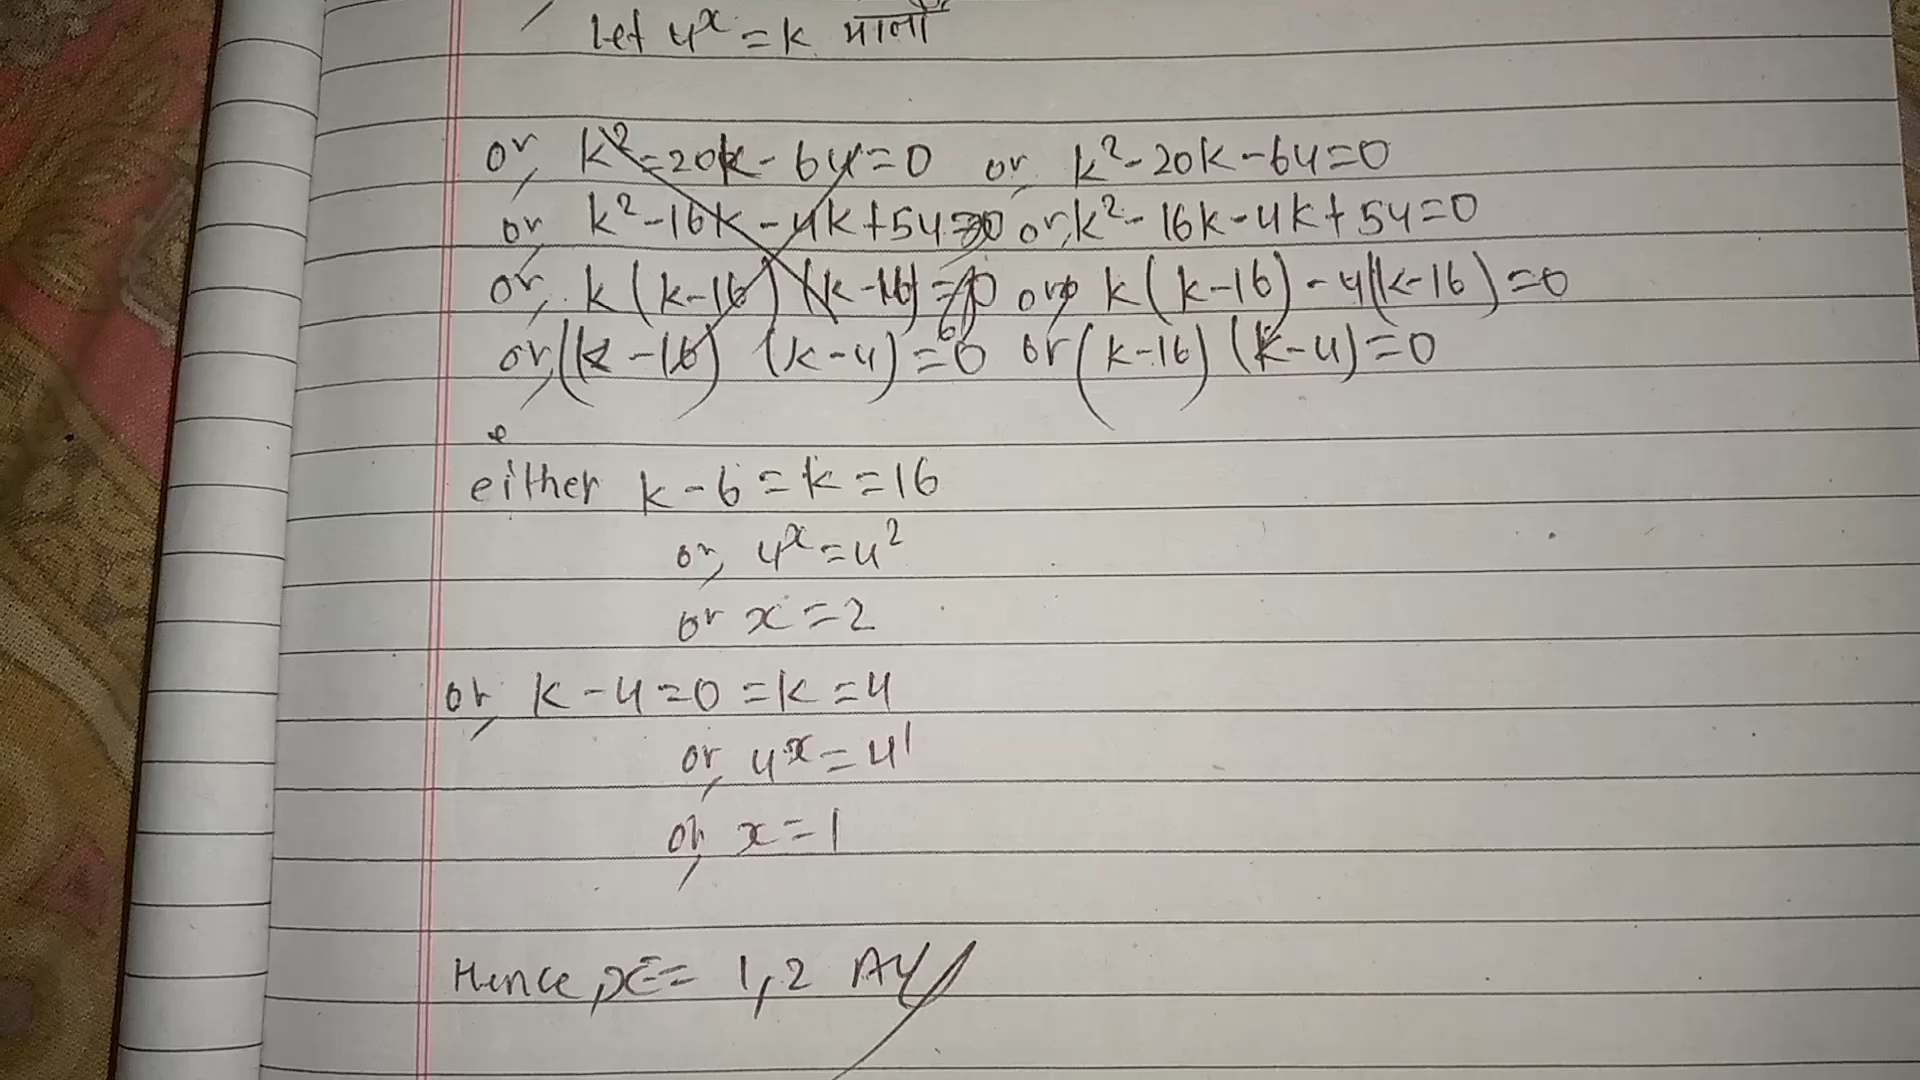 Let 4^x = k मानों
or, k² - 20k - 64 = 0 or, k² - 20k - 64 = 0
or, k² - 16k - 4k + 54 = 0 or, k² - 16k - 4k + 54 = 0
or, k (k-16) (k-16) = 0 or k (k-16) - 4(k-16) = 0
or, (k-16) (k-4) = 0 or (k-16) (k-4) = 0
either k - 6 = k = 16
or, 4^x = 4²
or x = 2
or, k - 4 = 0 = k = 4
or, 4^x = 4¹
or, x = 1
Hence, x = 1, 2